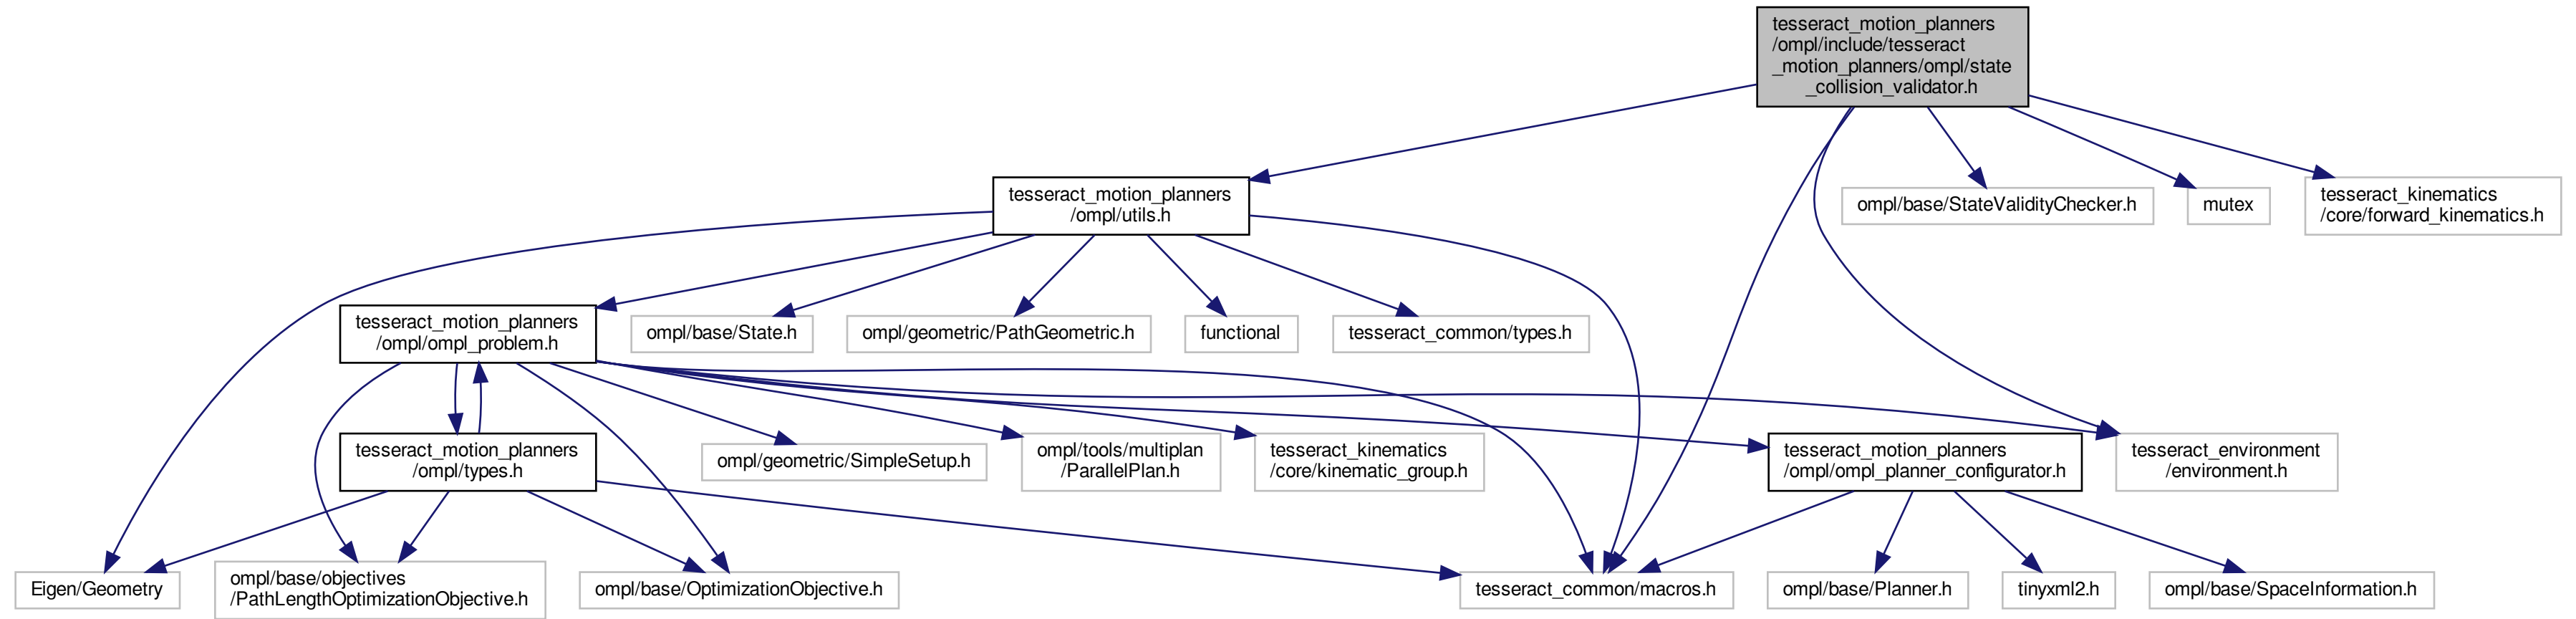 tesseract_motion_planners
/ompl/include/tesseract
_motion_planners/ompl/state
_collision_validator.h
tesseract_motion_planners
/ompl/utils.h
ompl/base/StateValidityChecker.h
mutex
tesseract_kinematics
/core/forward_kinematics.h
tesseract_motion_planners
/ompl/ompl_problem.h
ompl/base/State.h
ompl/geometric/PathGeometric.h
functional
tesseract_common/types.h
tesseract_motion_planners
/ompl/types.h
ompl/geometric/SimpleSetup.h
ompl/tools/multiplan
/ParallelPlan.h
tesseract_kinematics
/core/kinematic_group.h
tesseract_motion_planners
/ompl/ompl_planner_configurator.h
tesseract_environment
/environment.h
Eigen/Geometry
ompl/base/objectives
/PathLengthOptimizationObjective.h
ompl/base/OptimizationObjective.h
tesseract_common/macros.h
ompl/base/Planner.h
tinyxml2.h
ompl/base/SpaceInformation.h